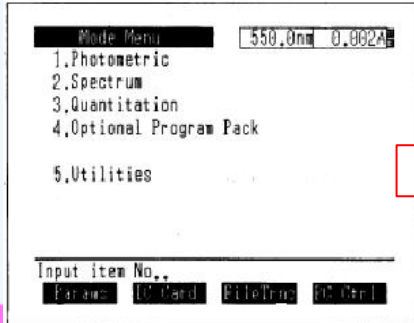 Mode Menu 550.0nm 0.002A
1.Photometric
2.Spectrum
3.Quantitation
4.Optional Program Pack
5.Utilities
Input item No..
Params IC Card FileTrns PC Ctrl